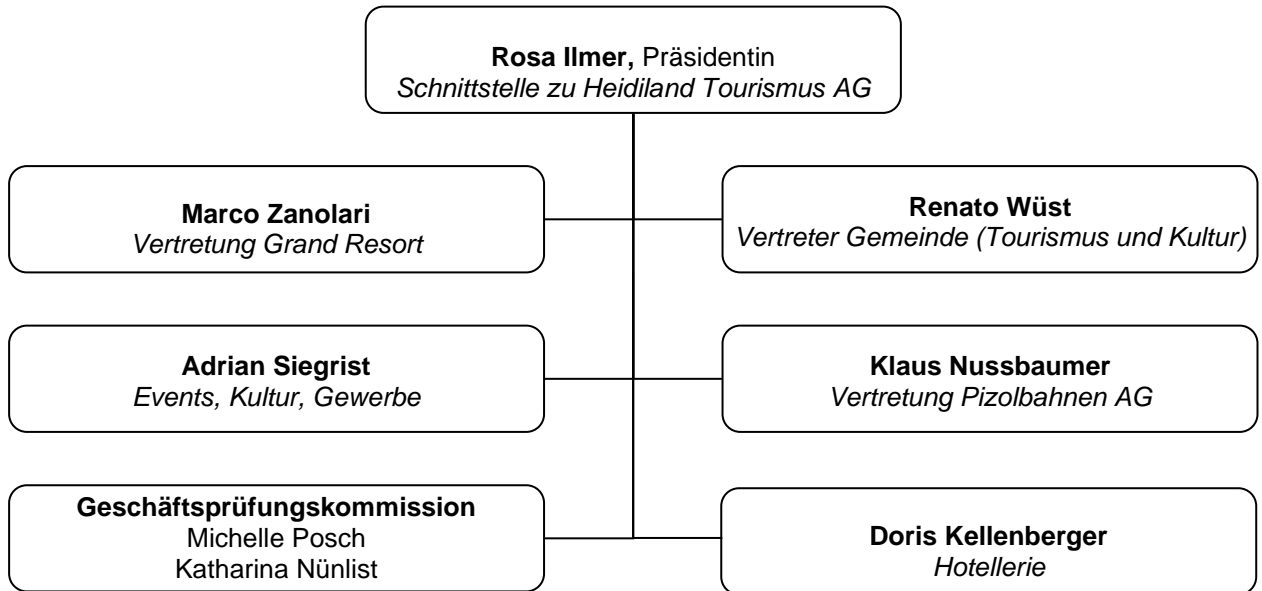 Rosa Ilmer, Präsidentin
Schnittstelle zu Heidiland Tourismus AG
Marco Zanolari
Vertretung Grand Resort
Renato Wüst
Vertreter Gemeinde (Tourismus und Kultur)
Adrian Siegrist
Events, Kultur, Gewerbe
Klaus Nussbaumer
Vertretung Pizolbahnen AG
Geschäftsprüfungskommission
Michelle Posch
Katharina Nünlist
Doris Kellenberger
Hotellerie